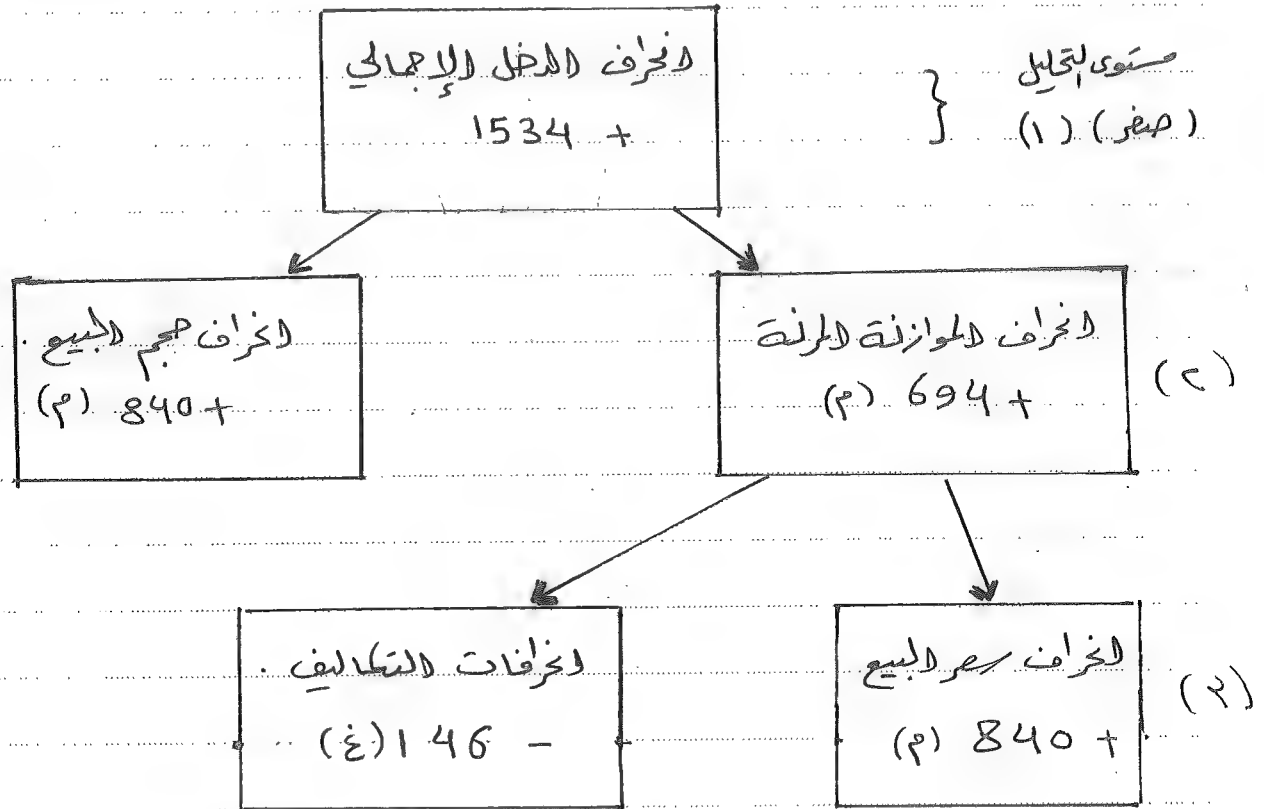 مستوى التحليل
(صفر) (١)
انحراف الدخل الإجمالي
+ 1534
(٢)
انحراف الموازنة المرنة
+ 694 (م)
انحراف حجم البيع .
+ 840 (م)
(٣)
انحراف سعر البيع
+ 840 (م)
انحرافات التكاليف .
- 146 (غ)